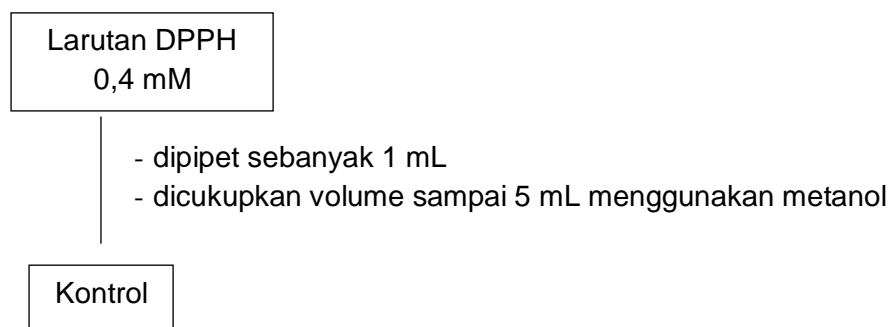 Larutan DPPH
0,4 mM
- dipipet sebanyak 1 mL
- dicukupkan volume sampai 5 mL menggunakan metanol
Kontrol